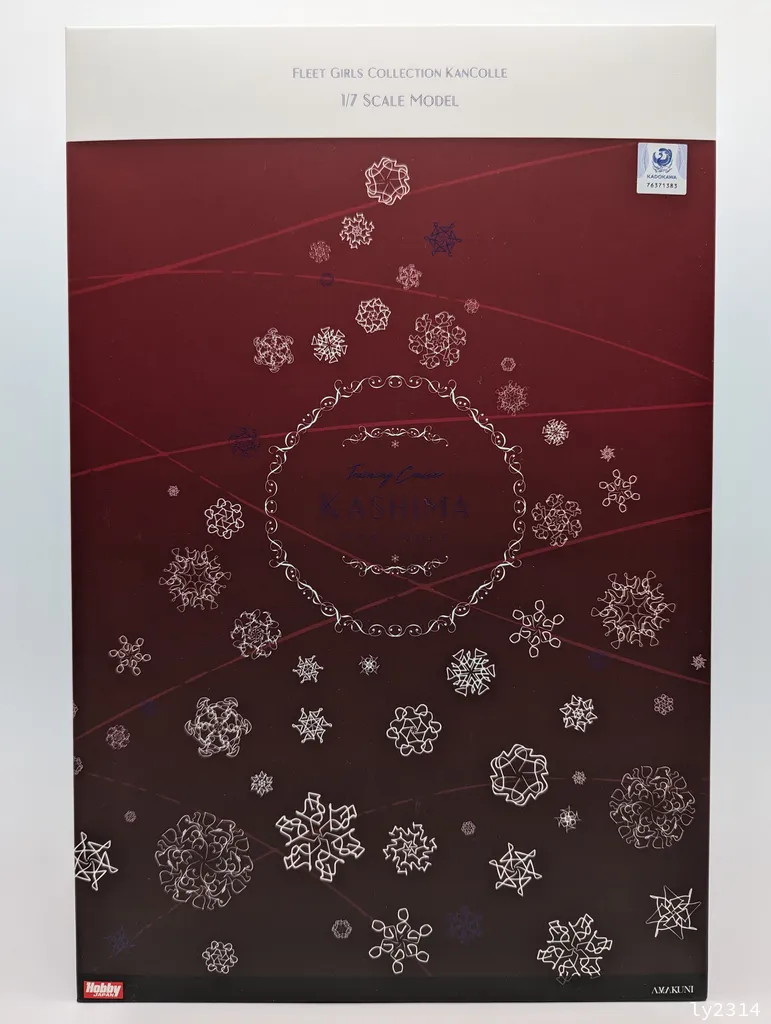 FLEET GIRLS COLLECTION KANCOLLE
1/7 SCALE MODEL
KADOKAWA
76371383
Training Cruiser
KASHIMA
Hobby
JAPAN
AMAKUNI
ly2314